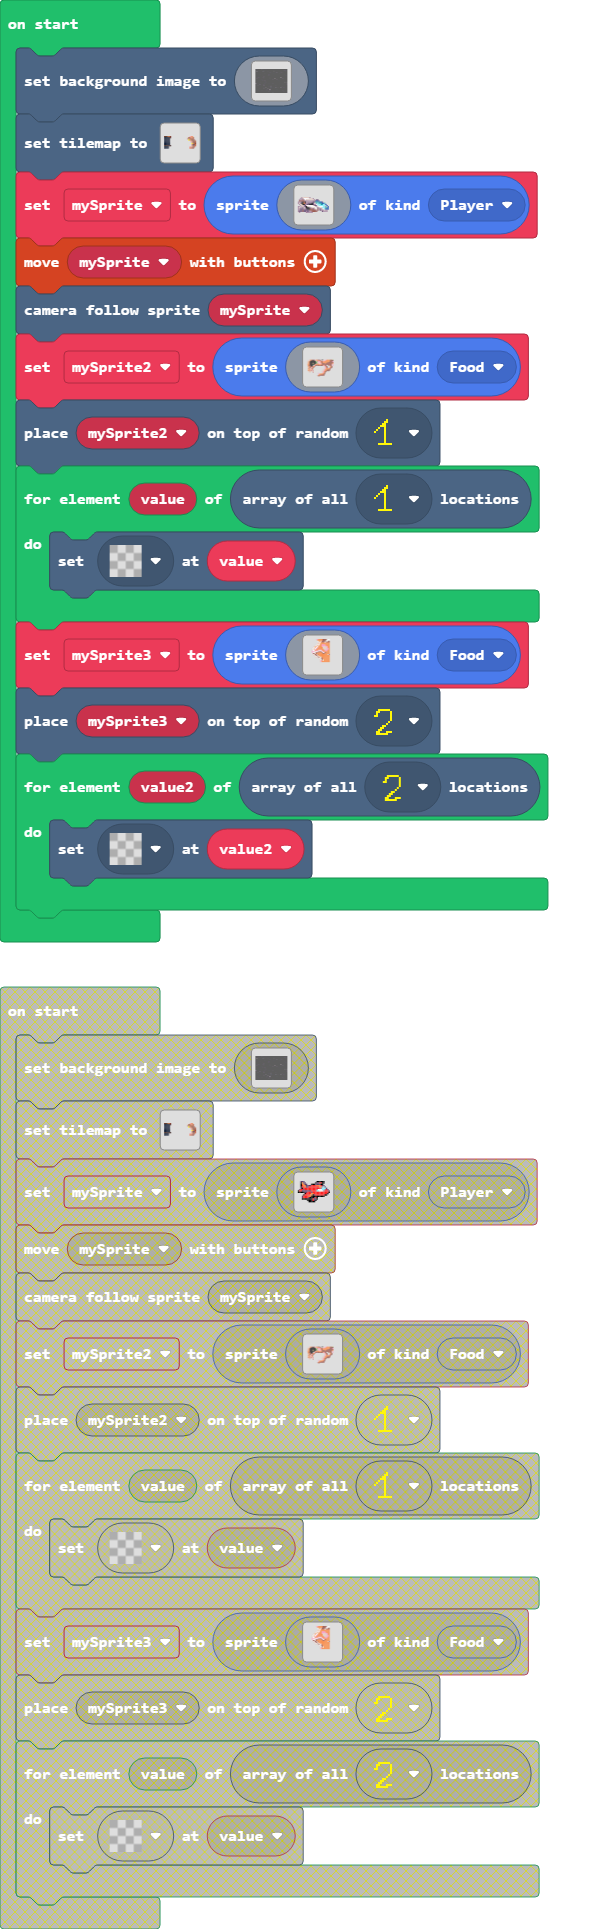 on start
set background image to
set tilemap to
set mySprite to sprite of kind Player
move mySprite with buttons
camera follow sprite mySprite
set mySprite2 to sprite of kind Food
place mySprite2 on top of random 1
for element value of array of all 1 locations
do
set at value
set mySprite3 to sprite of kind Food
place mySprite3 on top of random 2
for element value2 of array of all 2 locations
do
set at value2
on start
set background image to
set tilemap to
set mySprite to sprite of kind Player
move mySprite with buttons
camera follow sprite mySprite
set mySprite2 to sprite of kind Food
place mySprite2 on top of random 1
for element value of array of all 1 locations
do
set at value
set mySprite3 to sprite of kind Food
place mySprite3 on top of random 2
for element value of array of all 2 locations
do
set at value